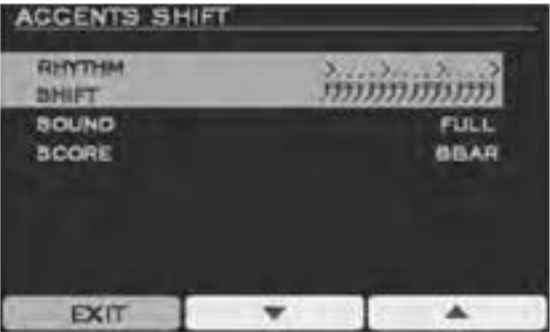 ACCENTS SHIFT
RHYTHM >....>....>....>
SHIFT
SOUND FULL
SCORE 8BAR
EXIT ▼ ▲